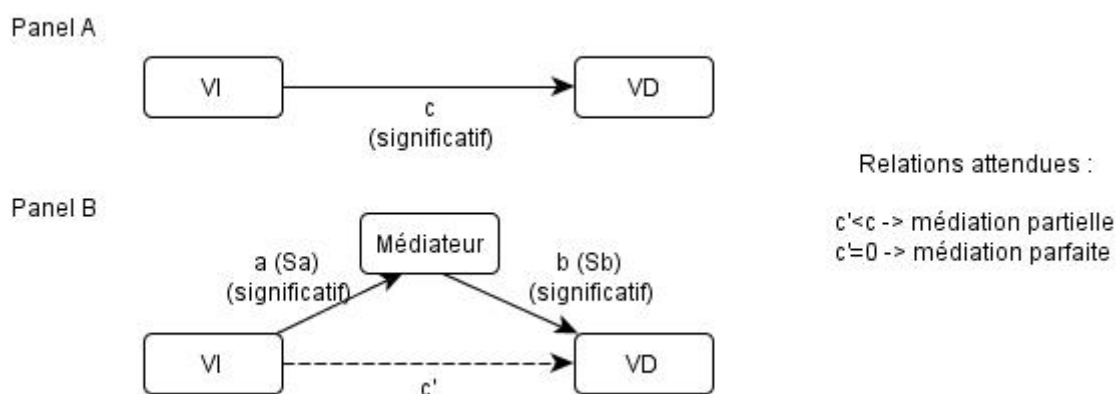 Panel A
VI
VD
c
(significatif)
Relations attendues :
c'<c -> médiation partielle
c'=0 -> médiation parfaite
Panel B
Médiateur
a (Sa)
(significatif)
b (Sb)
(significatif)
VI
VD
c'